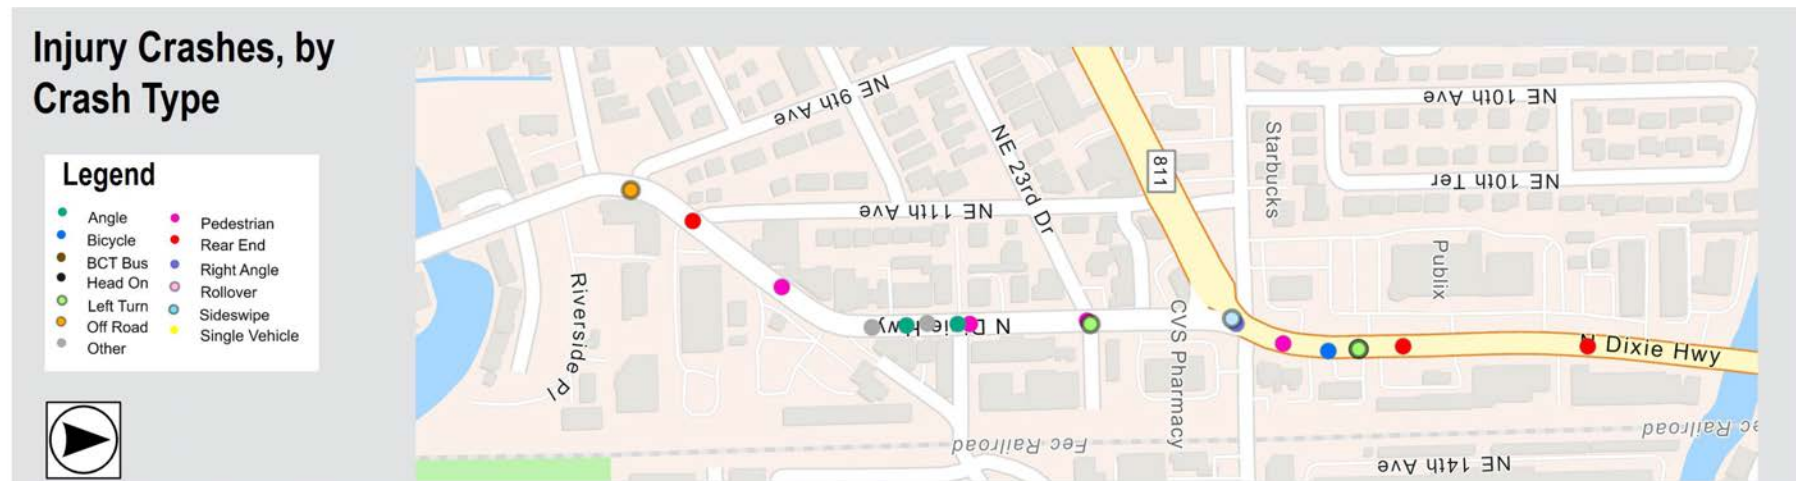 Injury Crashes, by
Crash Type
Legend
Angle
Bicycle
BCT Bus
Head On
Left Turn
Off Road
Other
Pedestrian
Rear End
Right Angle
Rollover
Sideswipe
Single Vehicle
NE 9th Ave
NE 23rd Dr
811
Starbucks
NE 10th Ave
NE 10th Ter
NE 11th Ave
Riverside Pl
N Dixie Hwy
CVS Pharmacy
Publix
N Dixie Hwy
Fec Railroad
Fec Railroad
NE 14th Ave